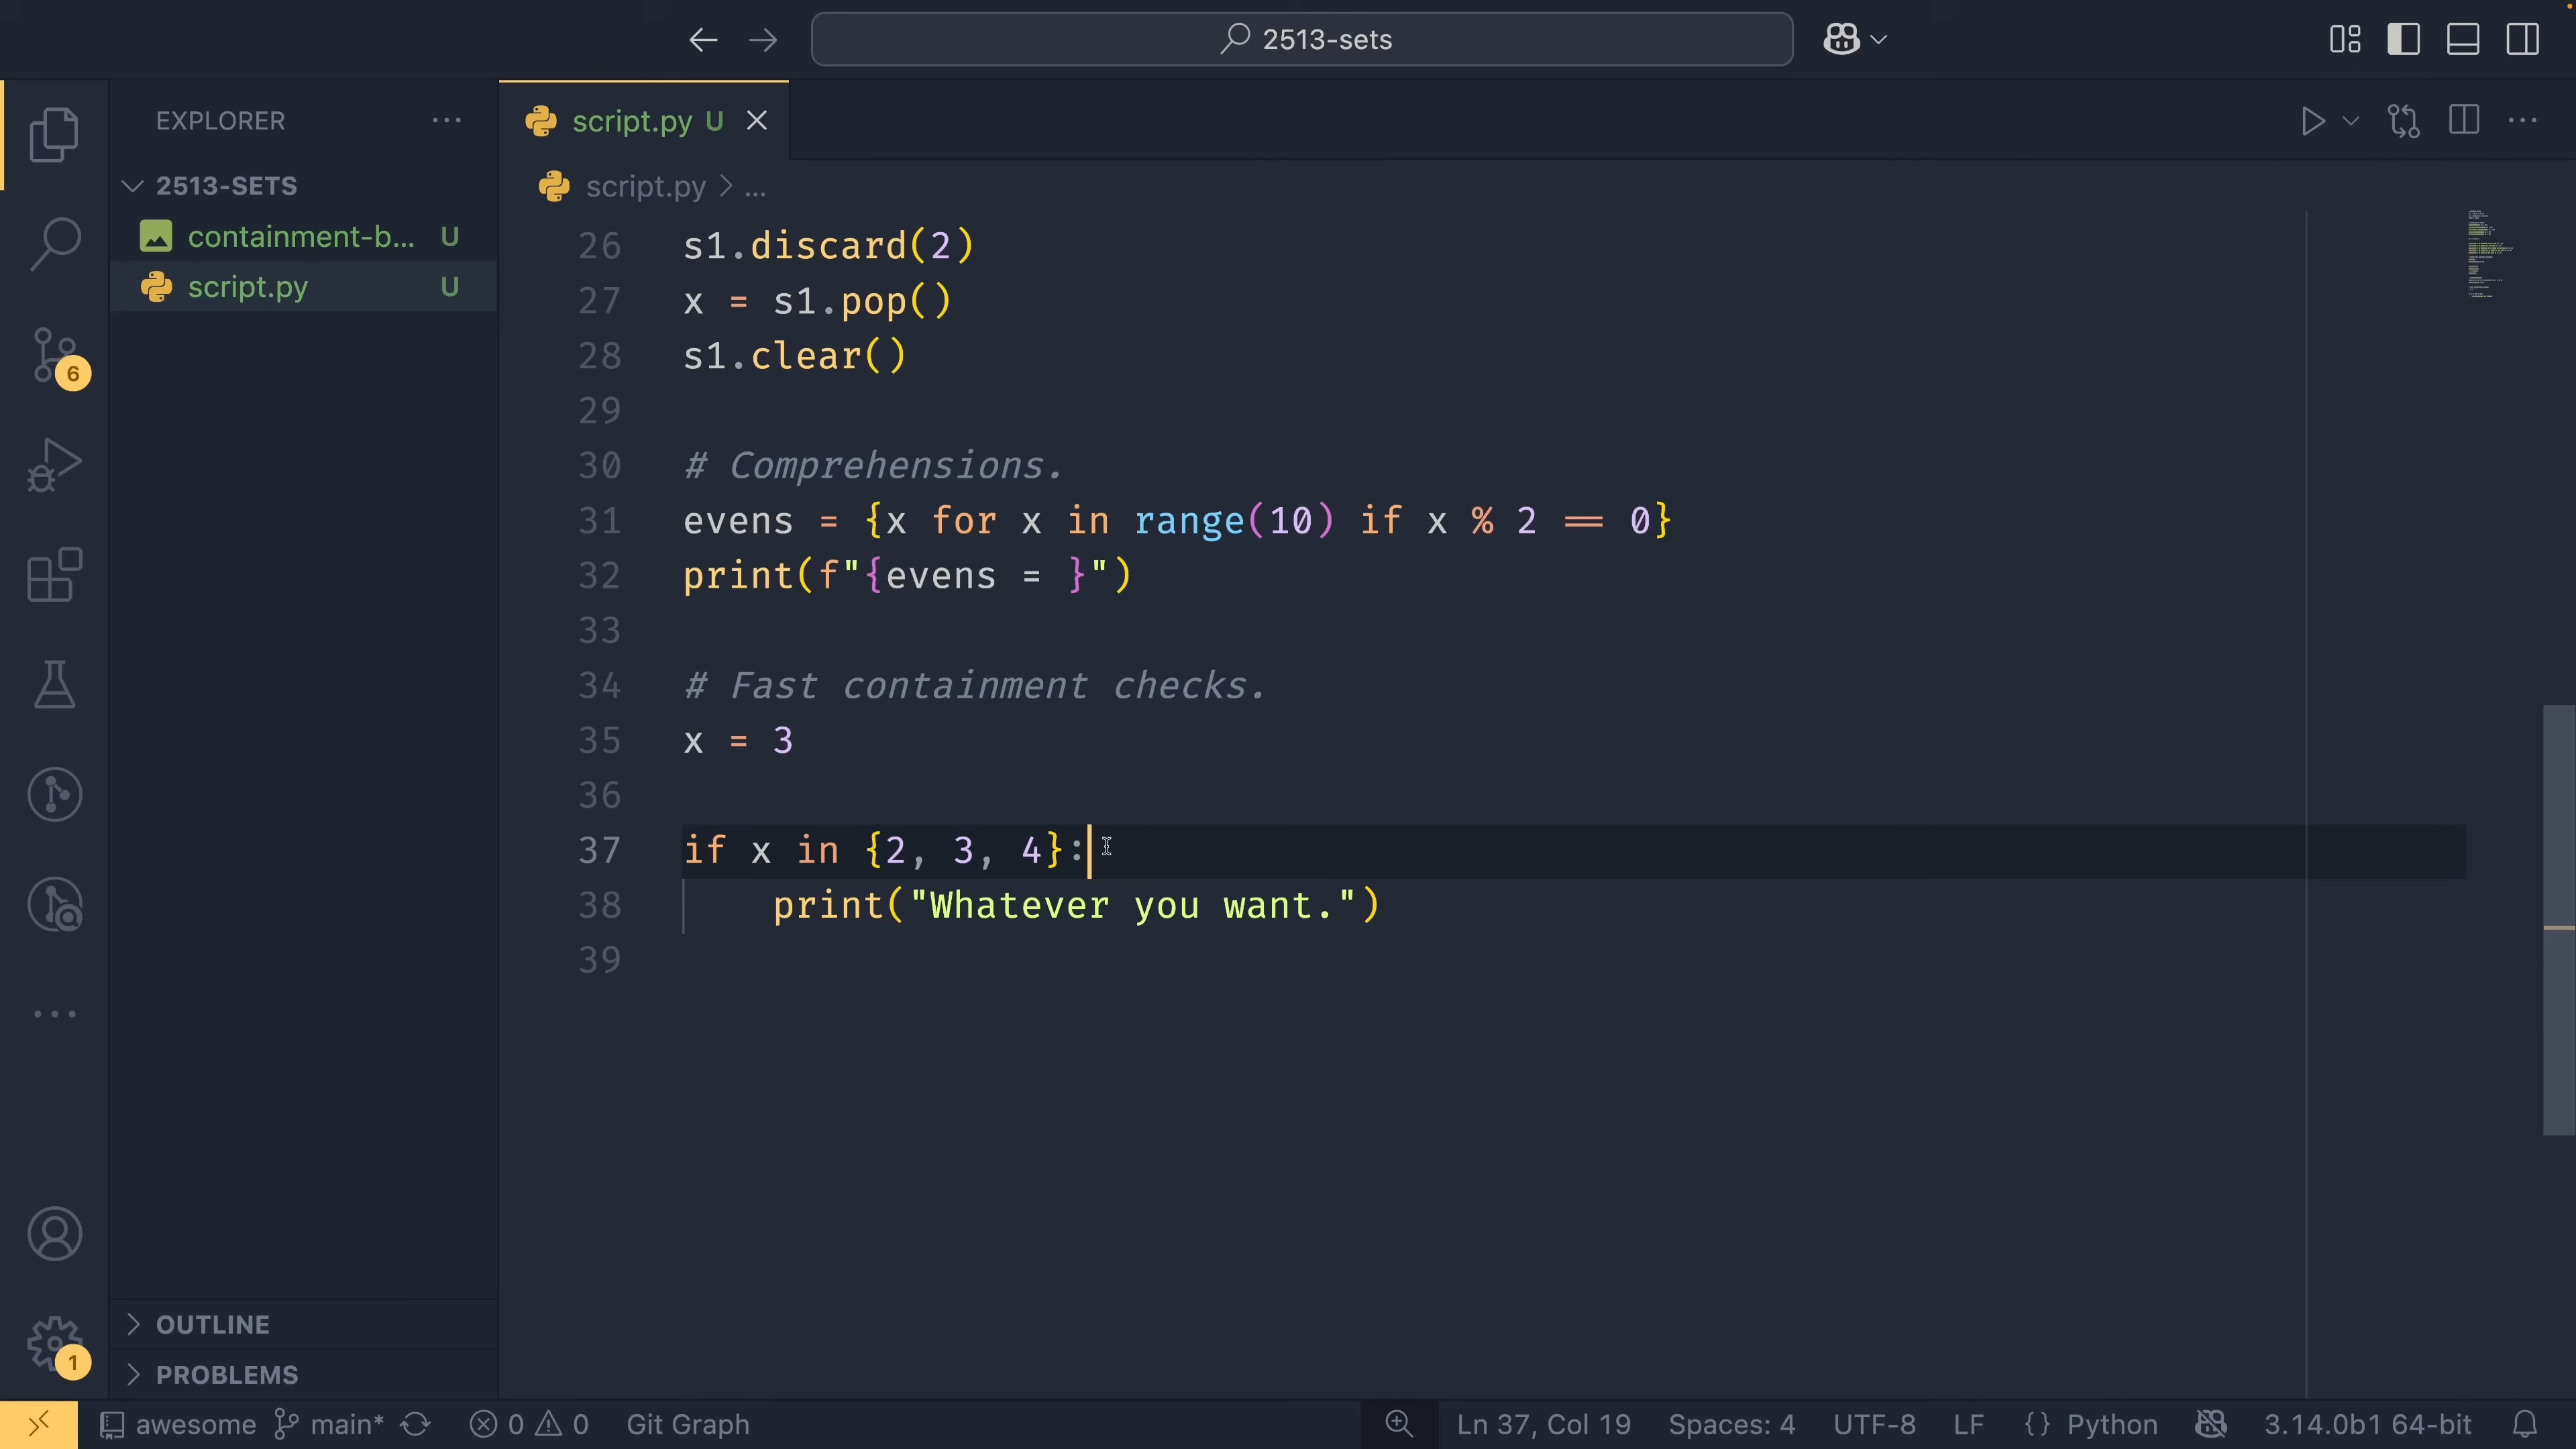 2513-sets
EXPLORER
2513-SETS
containment-b... U
script.py U
script.py U
script.py > ...
26 s1.discard(2)
27 x = s1.pop()
28 s1.clear()
29
30 # Comprehensions.
31 evens = {x for x in range(10) if x % 2 == 0}
32 print(f"{evens = }")
33
34 # Fast containment checks.
35 x = 3
36
37 if x in {2, 3, 4}:
38 print("Whatever you want.")
39
6
1
OUTLINE
PROBLEMS
awesome main* 0 0 Git Graph Ln 37, Col 19 Spaces: 4 UTF-8 LF {} Python 3.14.0b1 64-bit